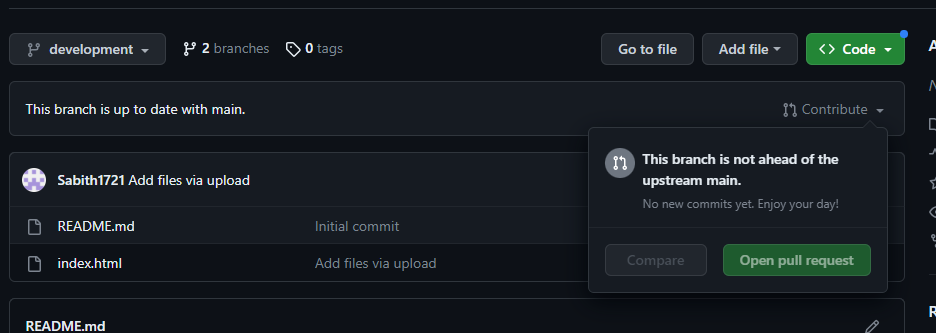 development
2 branches
0 tags
Go to file
Add file
<> Code
This branch is up to date with main.
Contribute
This branch is not ahead of the
upstream main.
No new commits yet. Enjoy your day!
Compare
Open pull request
Sabith1721 Add files via upload
README.md
Initial commit
index.html
Add files via upload
README.md